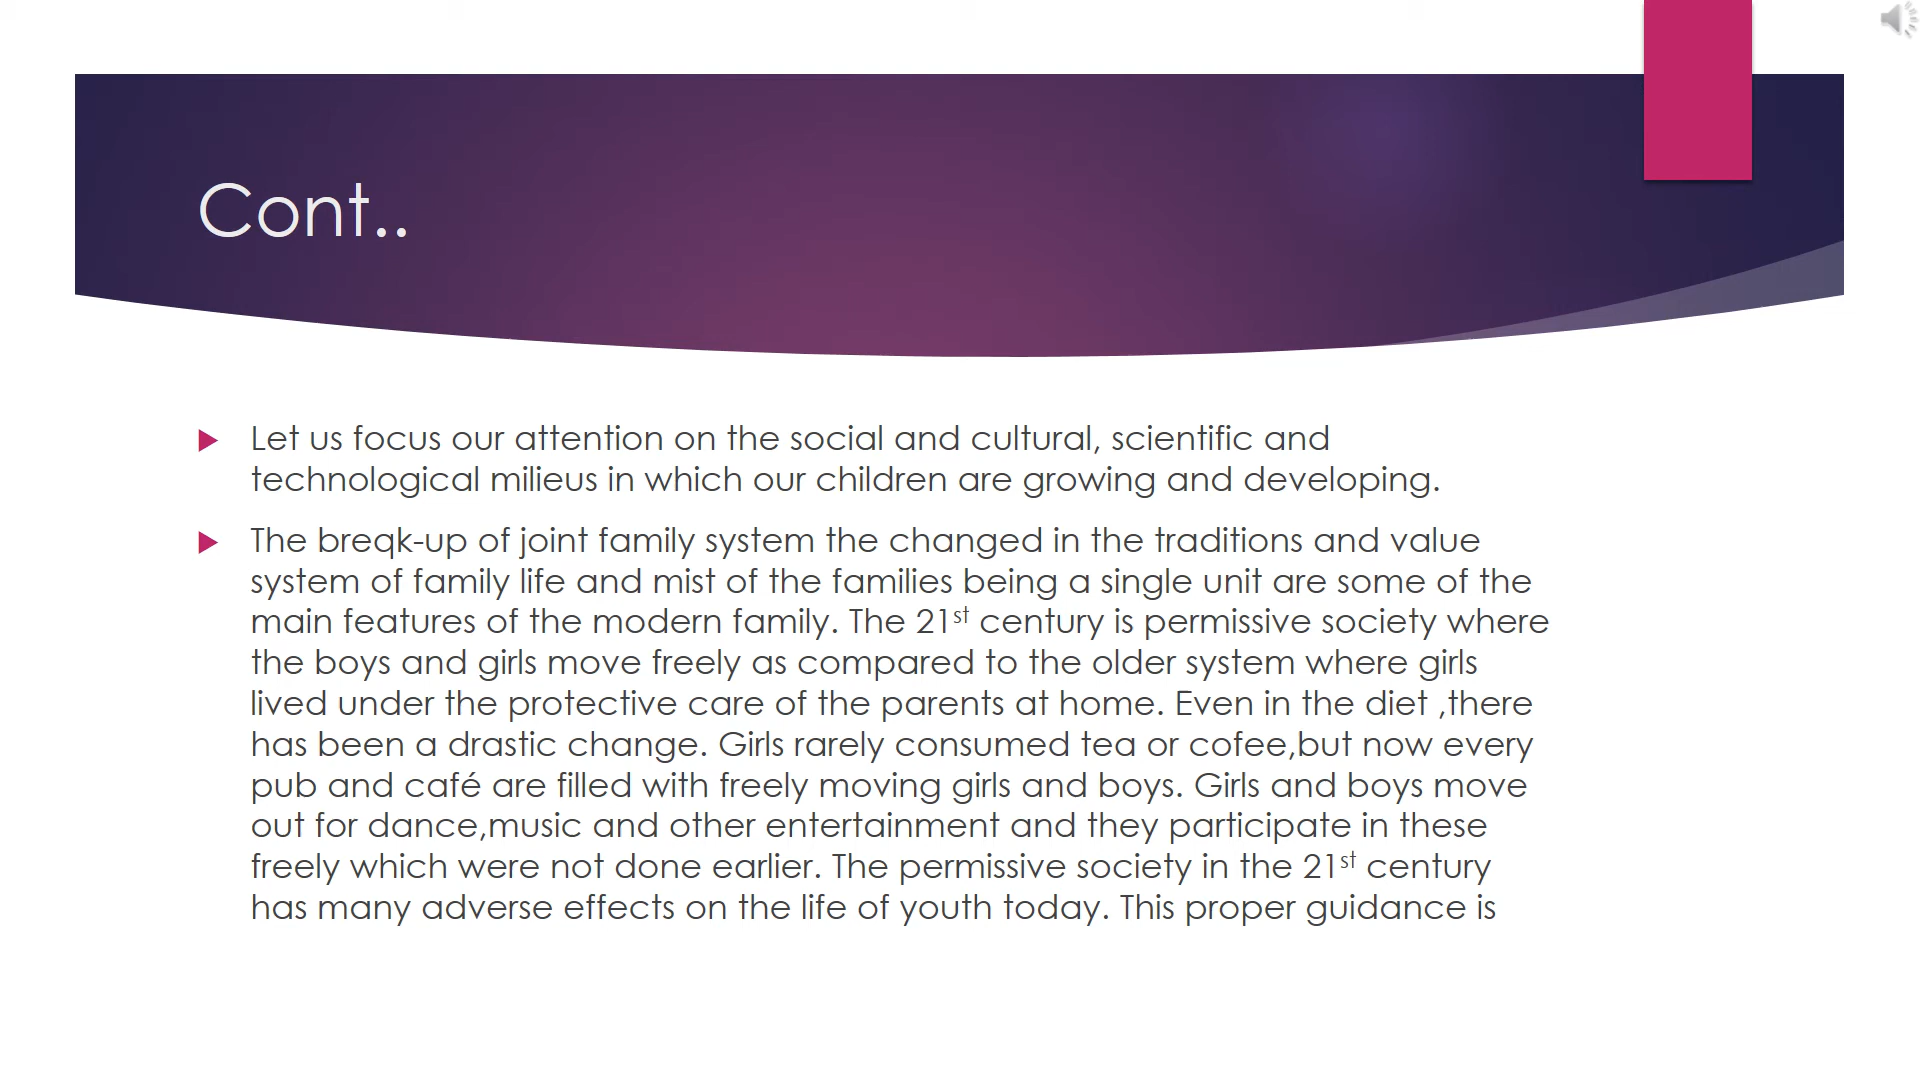 Cont..
Let us focus our attention on the social and cultural, scientific and
technological milieus in which our children are growing and developing.
The breqk-up of joint family system the changed in the traditions and value
system of family life and mist of the families being a single unit are some of the
main features of the modern family. The 21st century is permissive society where
the boys and girls move freely as compared to the older system where girls
lived under the protective care of the parents at home. Even in the diet ,there
has been a drastic change. Girls rarely consumed tea or cofee,but now every
pub and café are filled with freely moving girls and boys. Girls and boys move
out for dance,music and other entertainment and they participate in these
freely which were not done earlier. The permissive society in the 21st century
has many adverse effects on the life of youth today. This proper guidance is